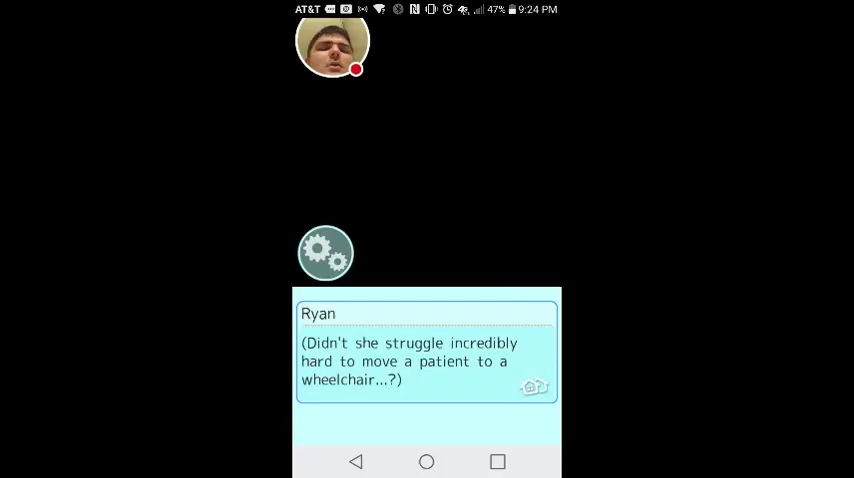 AT&T 47% 9:24 PM
Ryan
(Didn't she struggle incredibly
hard to move a patient to a
wheelchair...?)